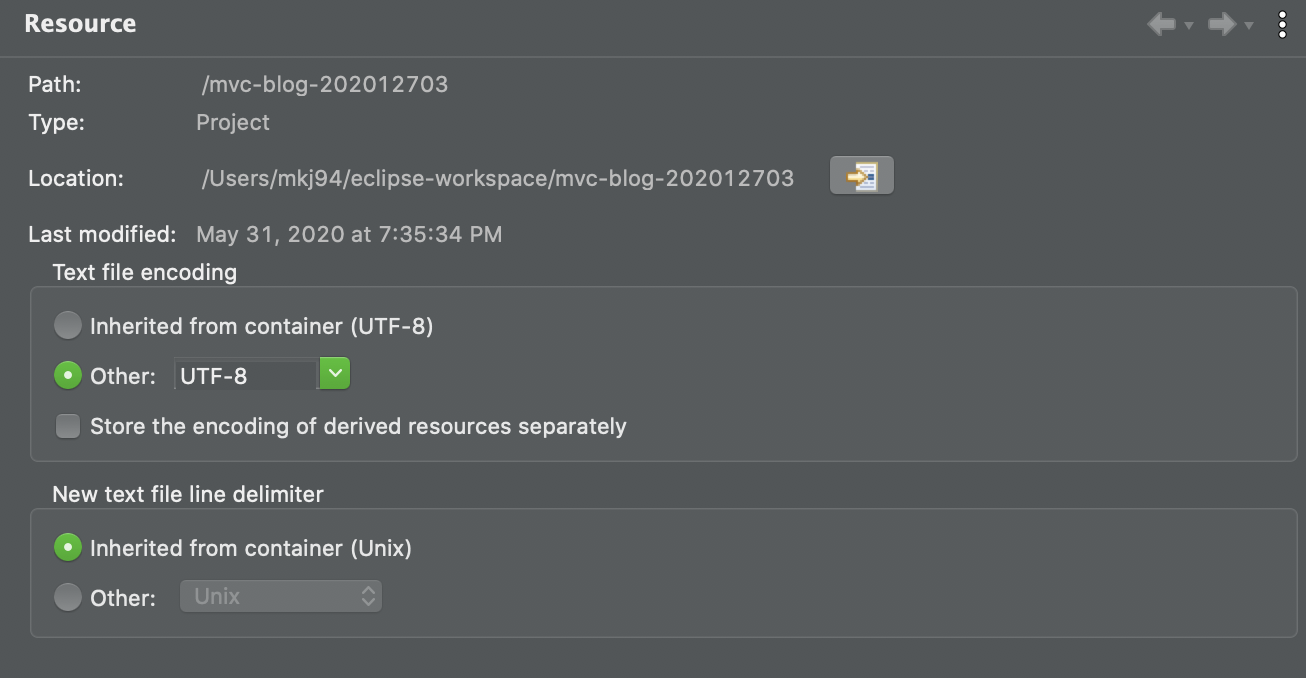 Resource
Path: /mvc-blog-202012703
Type: Project
Location: /Users/mkj94/eclipse-workspace/mvc-blog-202012703
Last modified: May 31, 2020 at 7:35:34 PM
Text file encoding
Inherited from container (UTF-8)
Other: UTF-8
Store the encoding of derived resources separately
New text file line delimiter
Inherited from container (Unix)
Other: Unix